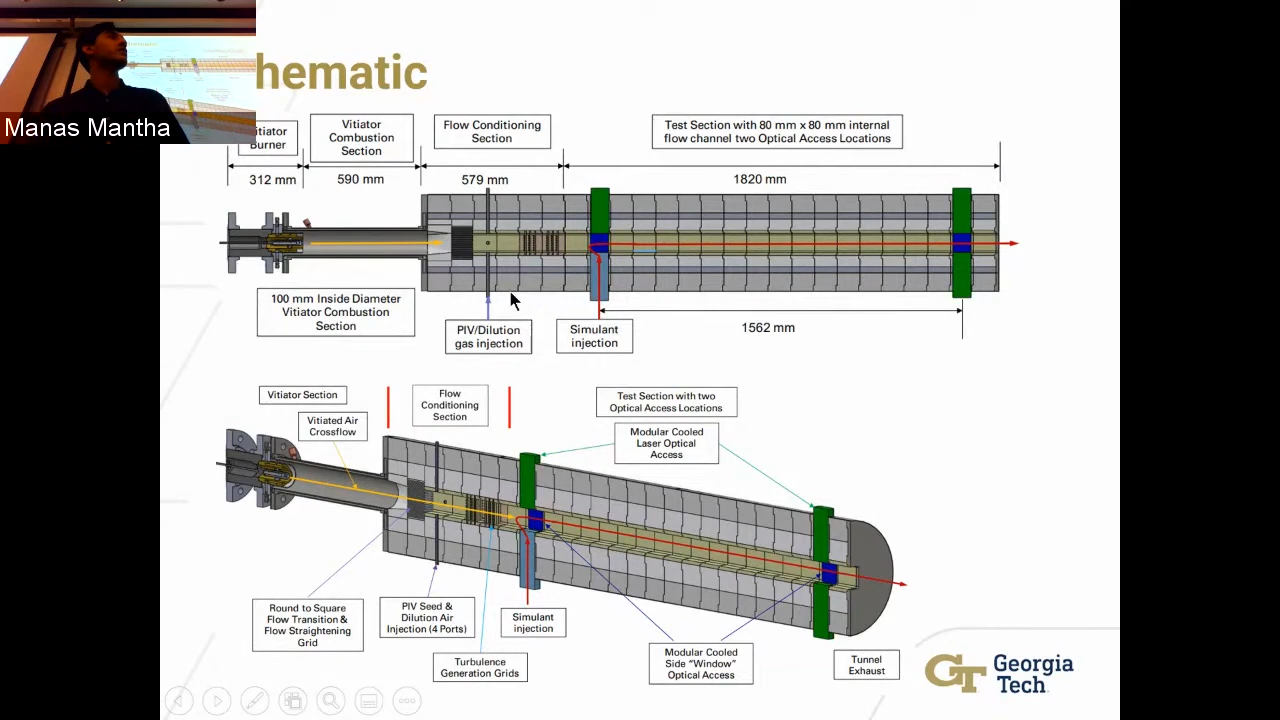 hematic
Manas Mantha
Burner
Vitiator
Combustion
Section
Flow Conditioning
Section
Test Section with 80 mm x 80 mm internal
flow channel two Optical Access Locations
312 mm
590 mm
579 mm
1820 mm
100 mm Inside Diameter
Vitiator Combustion
Section
PIV/Dilution
gas injection
Simulant
injection
1562 mm
Vitiator Section
Flow
Conditioning
Section
Test Section with two
Optical Access Locations
Vitiated Air
Crossflow
Modular Cooled
Laser Optical
Access
Round to Square
Flow Transition &
Flow Straightening
Grid
PIV Seed &
Dilution Air
Injection (4 Ports)
Simulant
injection
Turbulence
Generation Grids
Modular Cooled
Side "Window"
Optical Access
Tunnel
Exhaust
GT Georgia
Tech